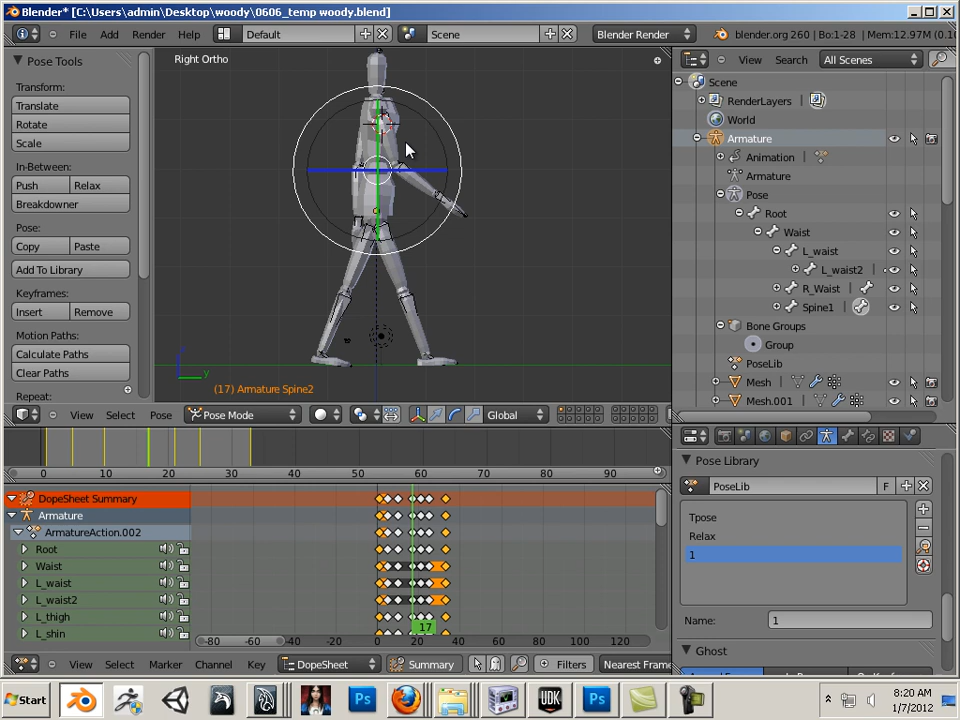 Blender* [C:\Users\admin\Desktop\woody\0606_temp woody.blend]
File Add Render Help Default Scene Blender Render blender.org 260 | Bo:1-28 | Mem:12.97M (0.1
Pose Tools
Transform:
Translate
Rotate
Scale
In-Between:
Push Relax
Breakdowner
Pose:
Copy Paste
Add To Library
Keyframes:
Insert Remove
Motion Paths:
Calculate Paths
Clear Paths
Repeat:
Right Ortho
z
y
(17) Armature Spine2
View Select Pose Pose Mode Global
View Search All Scenes
Scene
RenderLayers
World
Armature
Animation
Armature
Pose
Root
Waist
L_waist
L_waist2
R_Waist
Spine1
Bone Groups
Group
PoseLib
Mesh
Mesh.001
0 10 20 30 40 50 60 70 80 90
DopeSheet Summary
Armature
ArmatureAction.002
Root
Waist
L_waist
L_waist2
L_thigh
L_shin
17
-80 -60 -40 -20 0 20 40 60 80 100 120
View Select Marker Channel Key DopeSheet Summary Filters Nearest Frame
Pose Library
PoseLib F
Tpose
Relax
1
Name: 1
Ghost
Start Ps UDK Ps 8:20 AM
1/7/2012